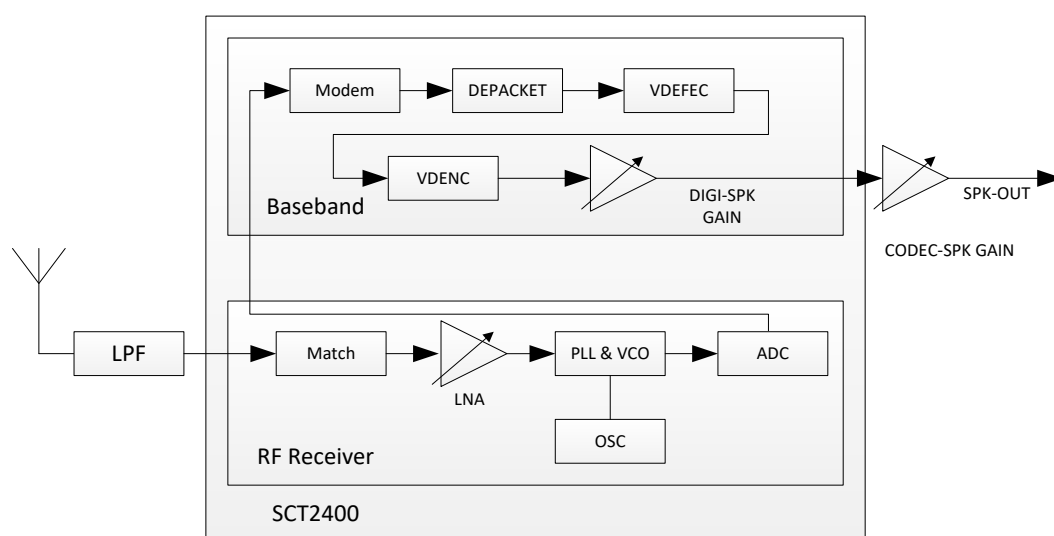 Modem
DEPACKET
VDEFEC
VDENC
DIGI-SPK
GAIN
Baseband
SPK-OUT
CODEC-SPK GAIN
LPF
Match
LNA
PLL & VCO
ADC
OSC
RF Receiver
SCT2400